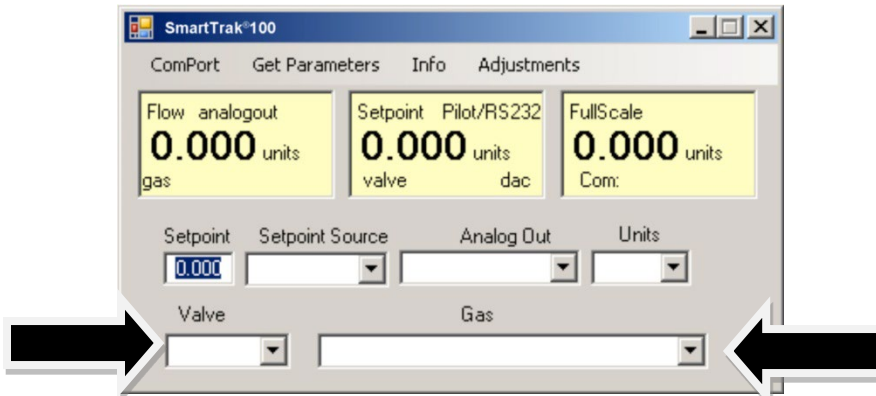 SmartTrak®100
ComPort Get Parameters Info Adjustments
Flow analogout
0.000 units
gas
Setpoint Pilot/RS232
0.000 units
valve dac
FullScale
0.000 units
Com:
Setpoint Setpoint Source Analog Out Units
0.000
Valve Gas